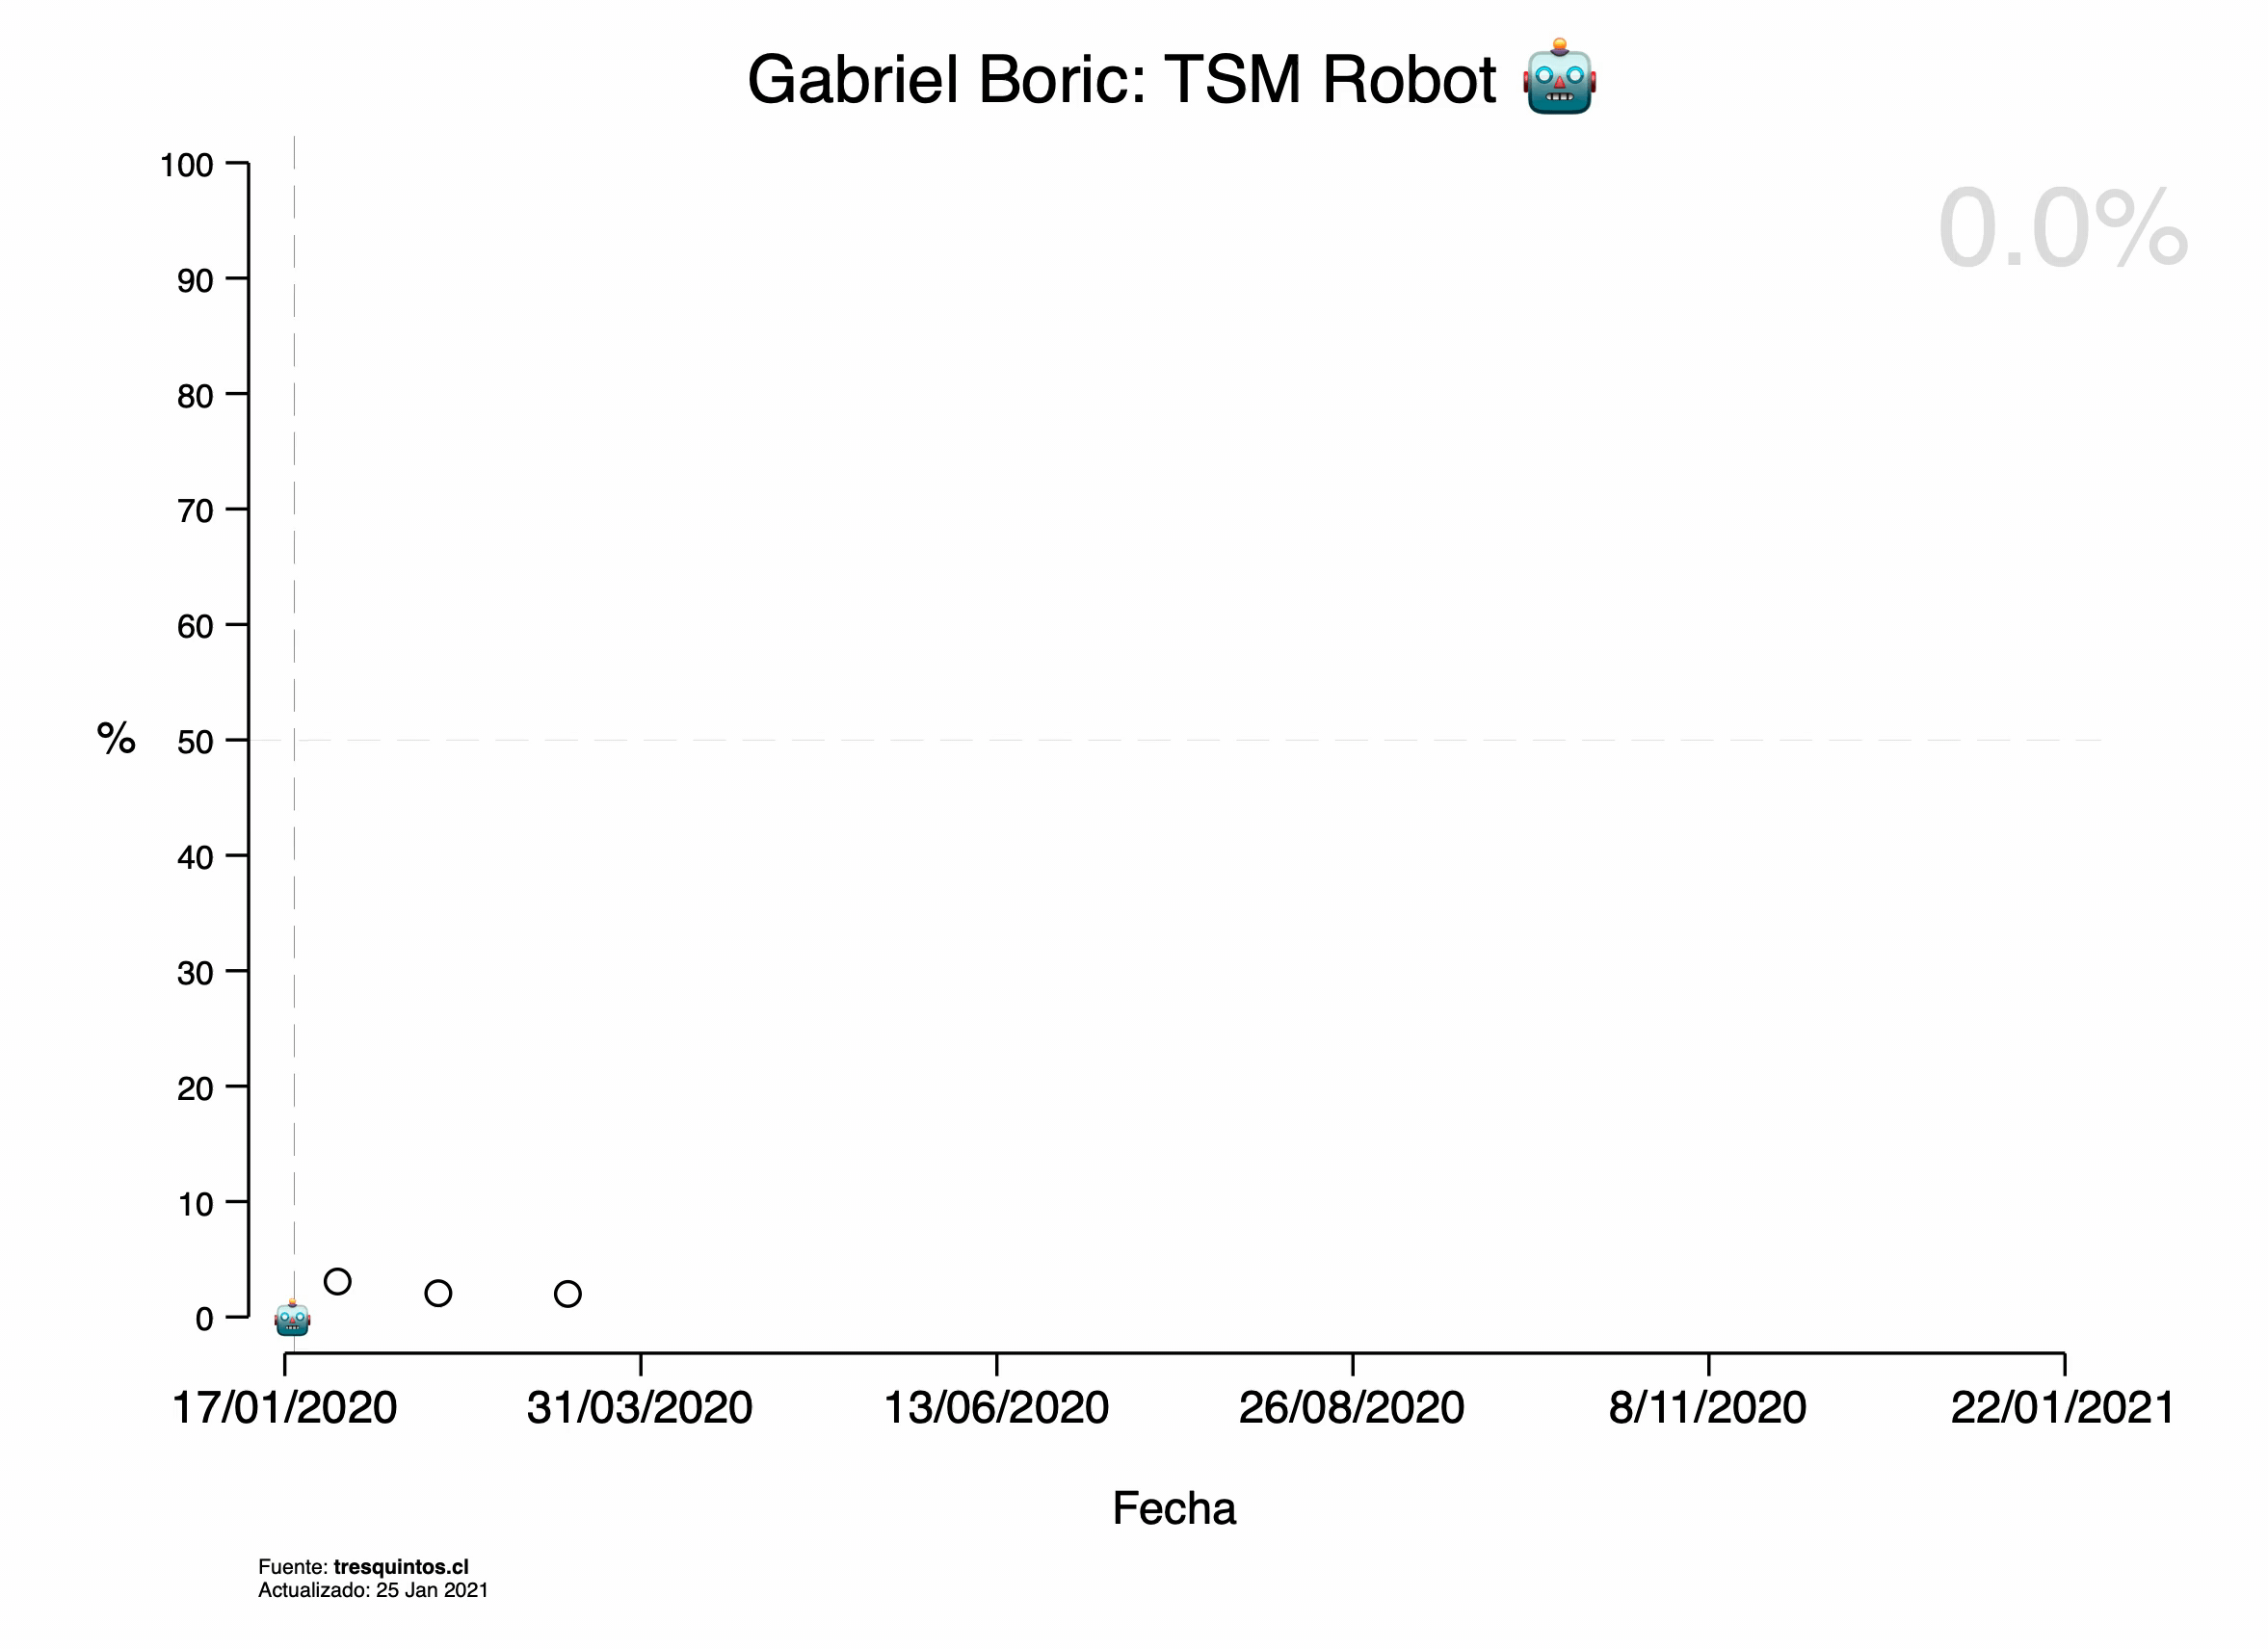 Gabriel Boric: TSM Robot 🤖
0.0%
100
90
80
70
60
% 50
40
30
20
10
0
17/01/2020 31/03/2020 13/06/2020 26/08/2020 8/11/2020 22/01/2021
Fecha
Fuente: tresquintos.cl
Actualizado: 25 Jan 2021